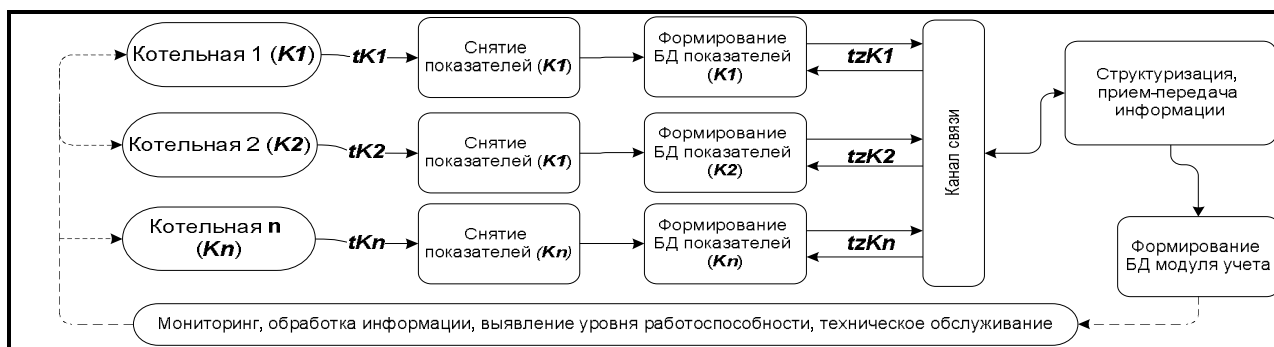 Котельная 1 (K1)
tK1
Снятие
показателей (K1)
Формирование
БД показателей
(K1)
tzK1
Котельная 2 (K2)
tK2
Снятие
показателей (K1)
Формирование
БД показателей
(K2)
tzK2
Котельная n
(Kn)
tKn
Снятие
показателей (Kn)
Формирование
БД показателей
(Kn)
tzKn
Канал связи
Структуризация,
прием-передача
информации
Формирование
БД модуля учета
Мониторинг, обработка информации, выявление уровня работоспособности, техническое обслуживание